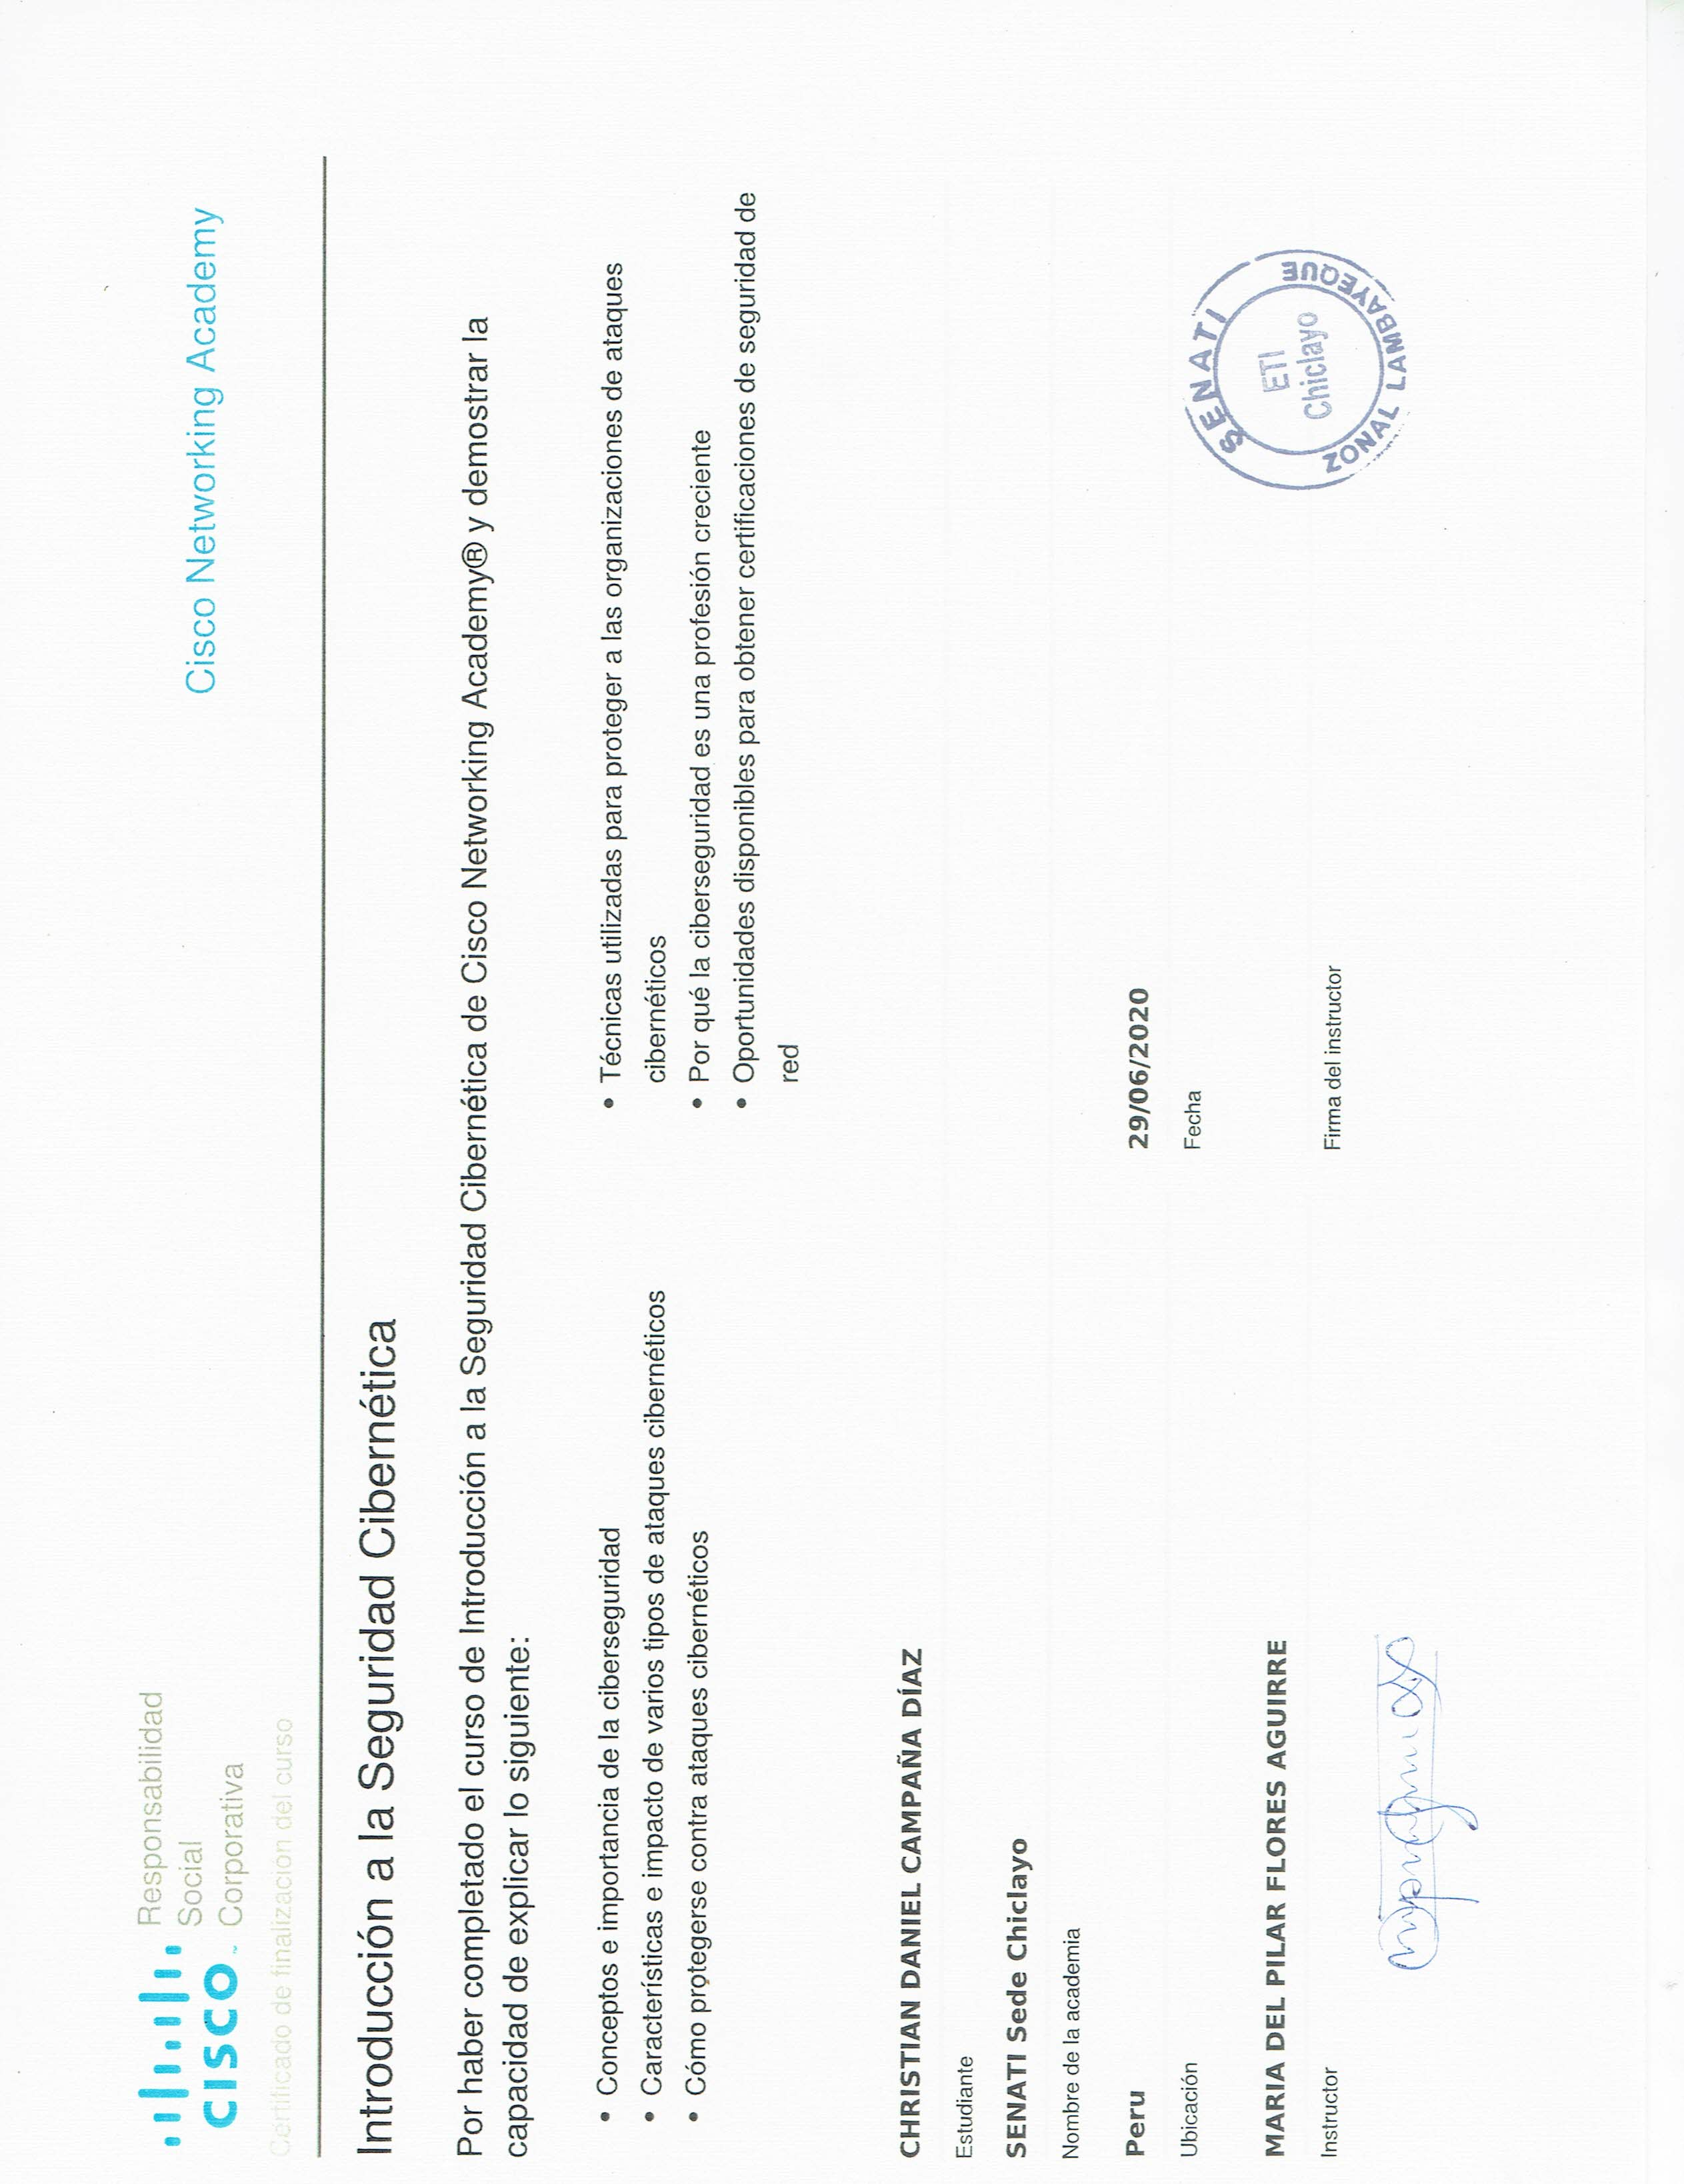 CISCO
Responsabilidad
Social
Corporativa
Cisco Networking Academy
Certificado de finalización del curso
Introducción a la Seguridad Cibernética
Por haber completado el curso de Introducción a la Seguridad Cibernética de Cisco Networking Academy® y demostrar la
capacidad de explicar lo siguiente:
• Conceptos e importancia de la ciberseguridad
• Características e impacto de varios tipos de ataques cibernéticos
• Cómo protegerse contra ataques cibernéticos
• Técnicas utilizadas para proteger a las organizaciones de ataques
cibernéticos
• Por qué la ciberseguridad es una profesión creciente
• Oportunidades disponibles para obtener certificaciones de seguridad de
red
CHRISTIAN DANIEL CAMPAÑA DÍAZ
Estudiante
SENATI Sede Chiclayo
Nombre de la academia
Peru
Ubicación
29/06/2020
Fecha
MARIA DEL PILAR FLORES AGUIRRE
Instructor
Firma del instructor
SENATI
ETI
Chiclayo
ZONAL LAMBAYEQUE